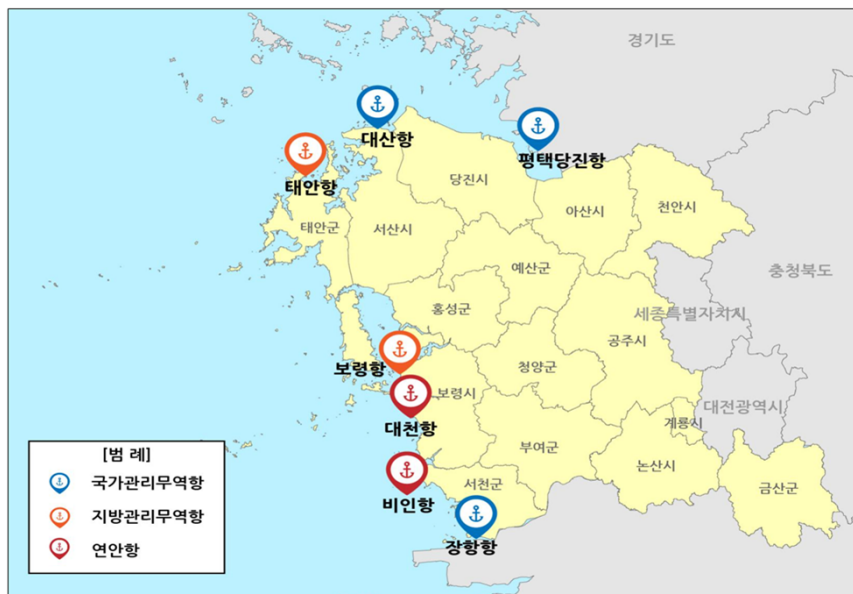 경기도
대산항
평택당진항
태안항
당진시
아산시
천안시
태안군
서산시
예산군
충청북도
홍성군
세종특별자치시
공주시
보령항
청양군
보령시
대전광역시
대천항
계룡시
부여군
논산시
서천군
금산군
비인항
장항항
[범 례]
국가관리무역항
지방관리무역항
연안항